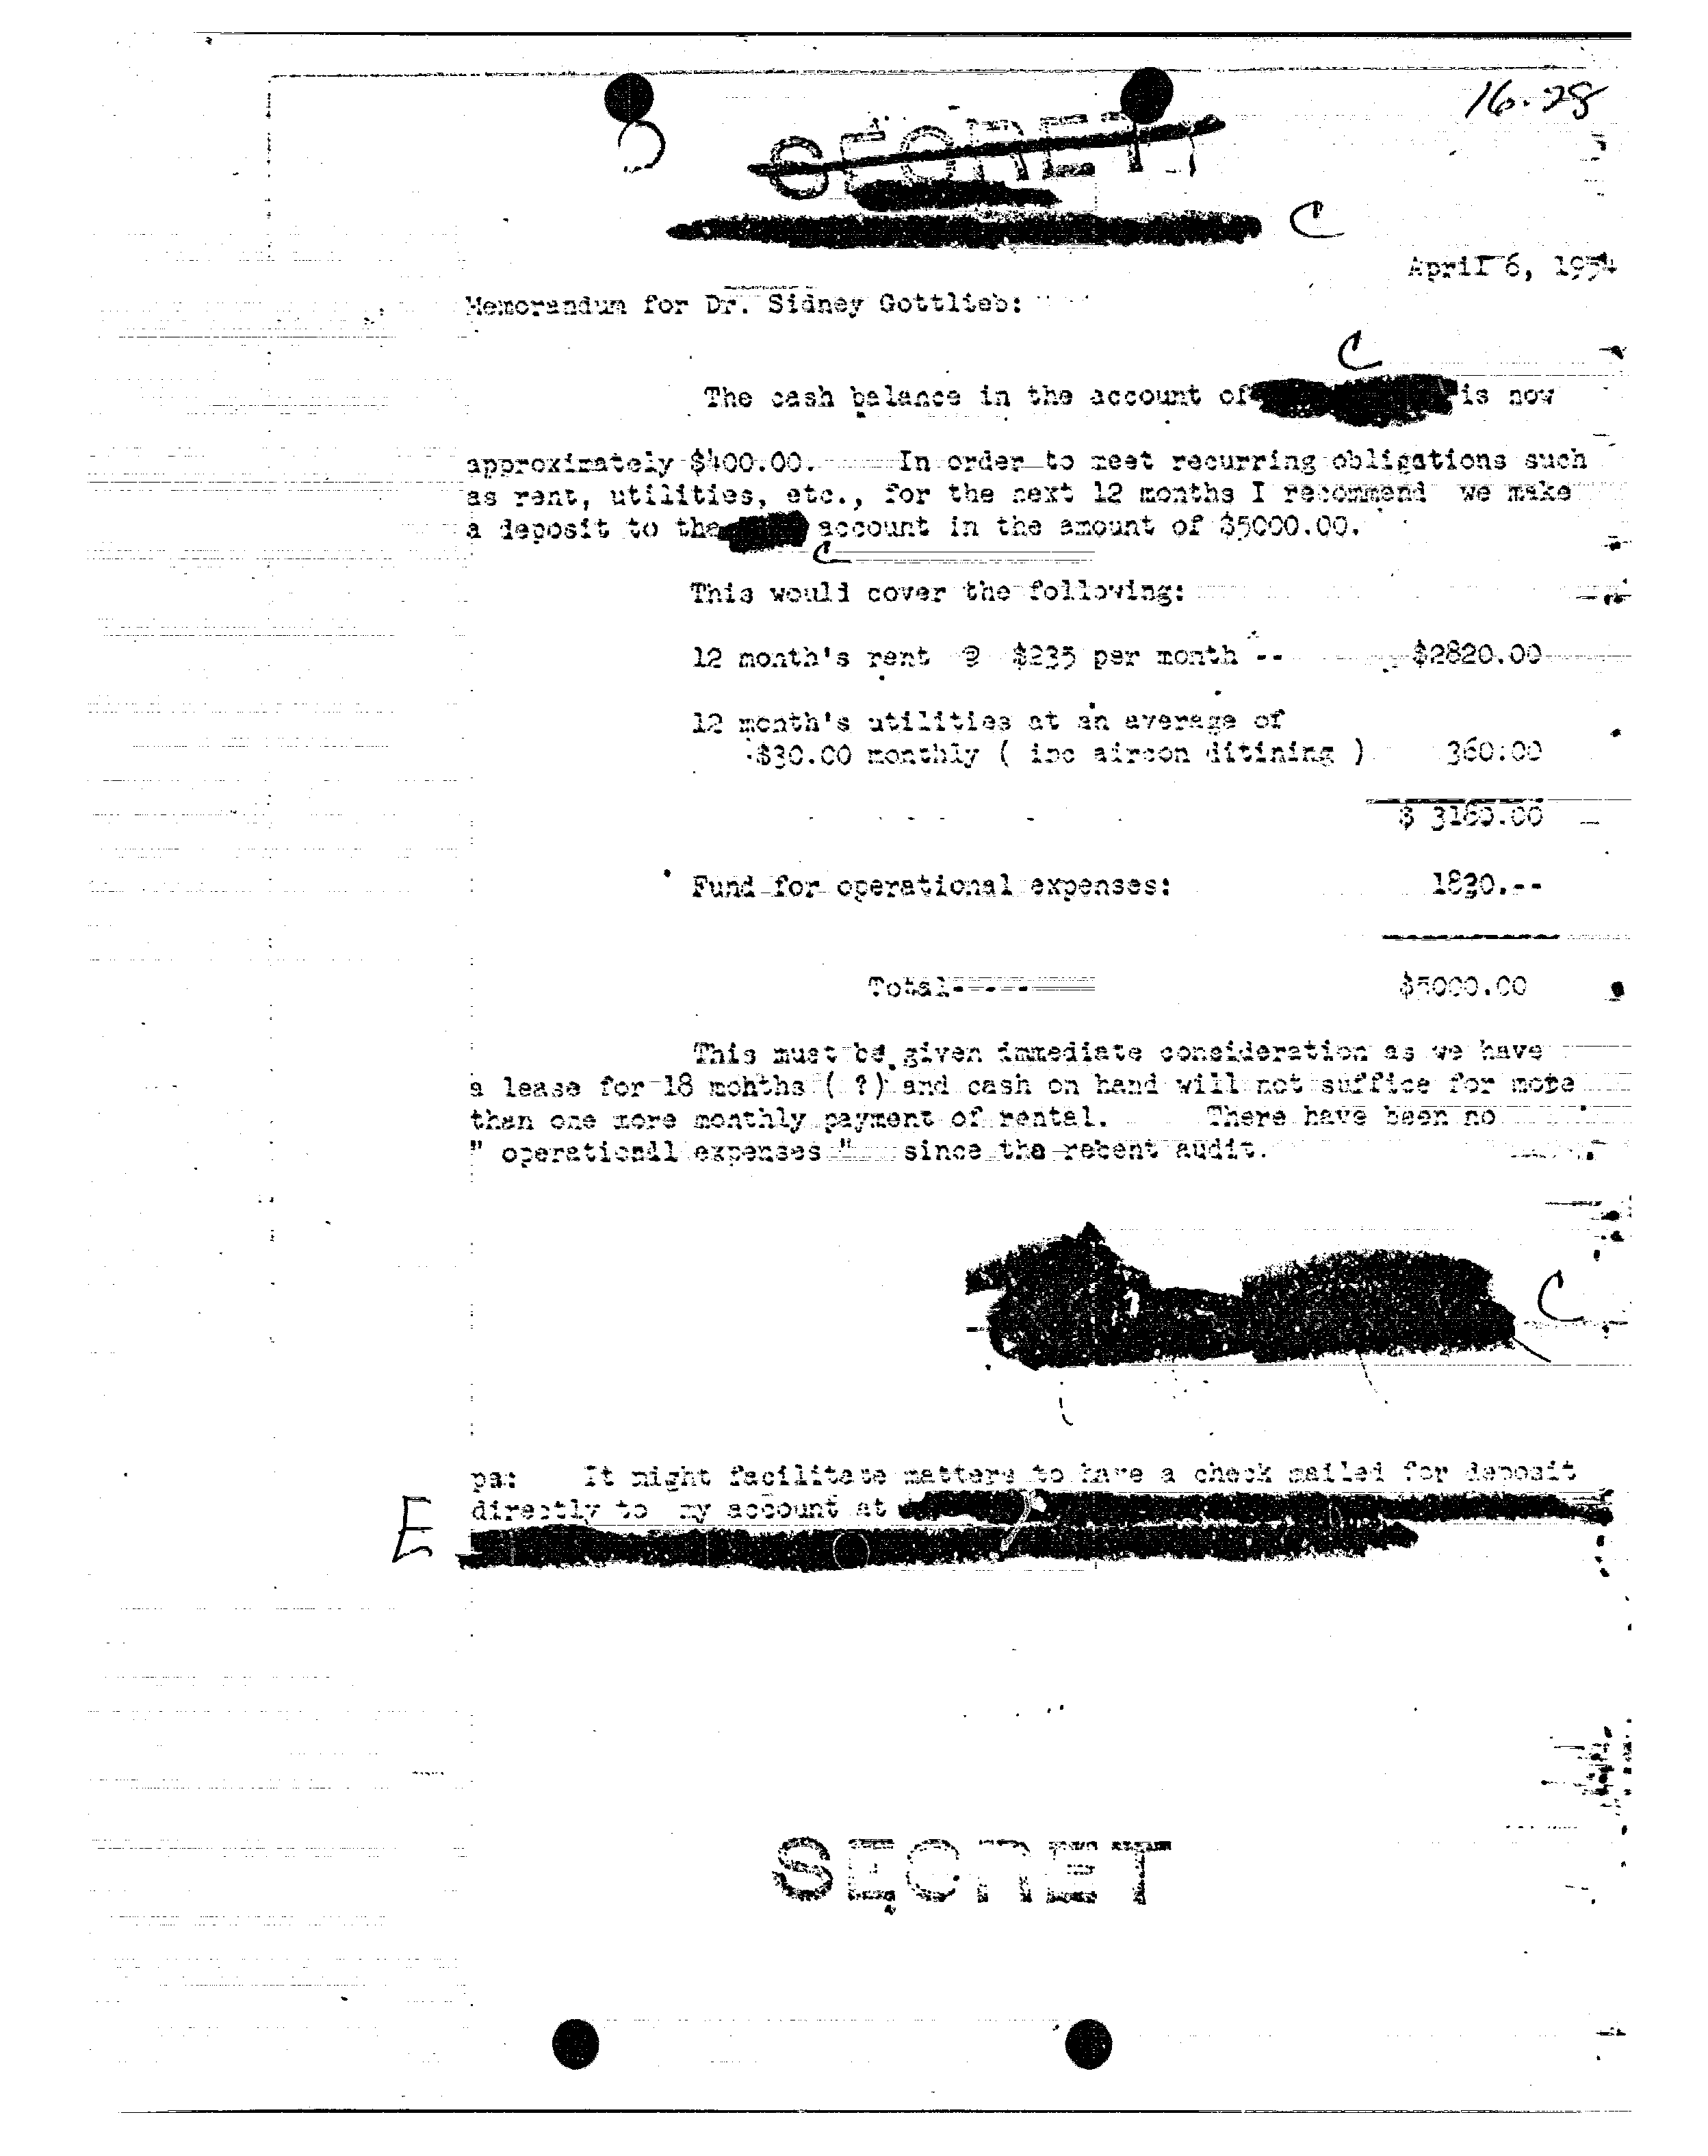 16-28
SECRET
C
April 6, 1954
Memorandum for Dr. Sidney Gottlieb:
C
The cash balance in the account of is now
approximately $400.00. In order to meet recurring obligations such
as rent, utilities, etc., for the next 12 months I recommend we make
a deposit to the account in the amount of $5000.00.
C
This would cover the following:
12 month's rent @ $235 per month -- $2820.00
12 month's utilities at an average of
$30.00 monthly ( inc aircon ditining ) 360.00
$ 3180.00
Fund for operational expenses: 1820.--
Total----- $5000.00
This must be given immediate consideration as we have
a lease for 18 months ( ?) and cash on hand will not suffice for more
than one more monthly payment of rental. There have been no
" operational expenses " since the recent audit.
C
ps: It might facilitate matters to have a check mailed for deposit
E directly to my account at
SECRET